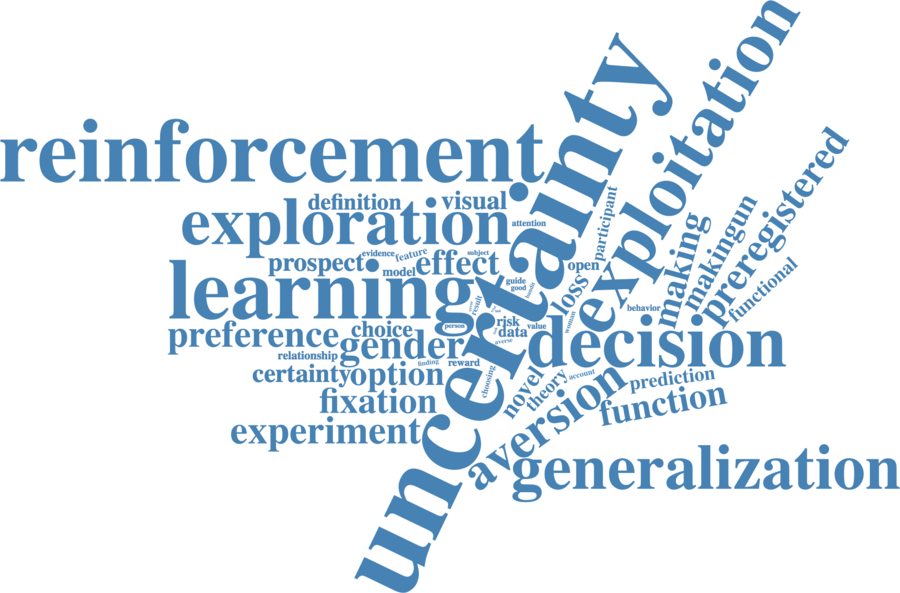 uncertainty
exploitation
reinforcement
preregistered
definition
visual
exploration
attention
participant
making
makingun
evidence
feature
subject
prospect
model
effect
open
functional
learning
guide
good
loss
result
behavior
person
risk
value
woman
data
decision
preference
choice
gender
averse
relationship
finding
reward
certainty
option
choosing
novel
theory
account
prediction
fixation
aversion
function
experiment
generalization